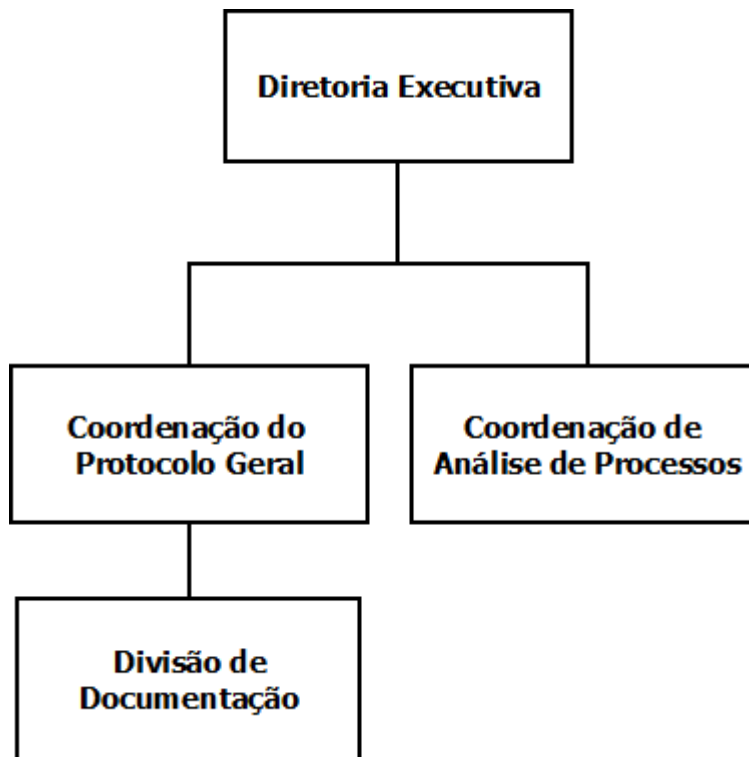 Diretoria Executiva
Coordenação do
Protocolo Geral
Coordenação de
Análise de Processos
Divisão de
Documentação